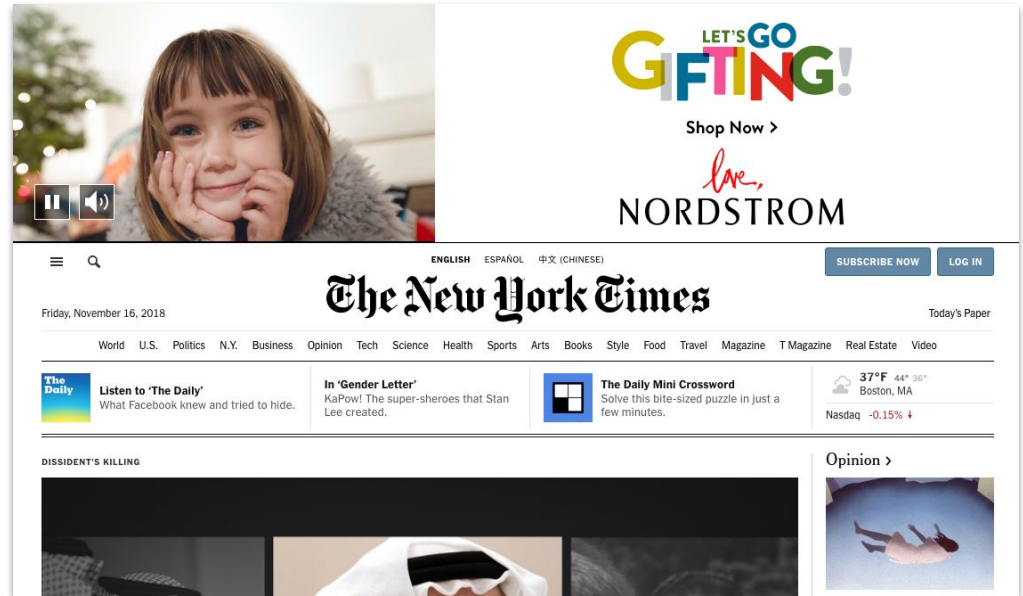 LET'S GO
GIFTING!
Shop Now >
love,
NORDSTROM
ENGLISH ESPAÑOL 中文 (CHINESE)
SUBSCRIBE NOW LOG IN
The New York Times
Friday, November 16, 2018
Today's Paper
World U.S. Politics N.Y. Business Opinion Tech Science Health Sports Arts Books Style Food Travel Magazine T Magazine Real Estate Video
The
Daily
Listen to 'The Daily'
What Facebook knew and tried to hide.
In 'Gender Letter'
KaPow! The super-sheroes that Stan
Lee created.
The Daily Mini Crossword
Solve this bite-sized puzzle in just a
few minutes.
37°F 44° 36°
Boston, MA
Nasdaq -0.15% ↓
DISSIDENT'S KILLING
Opinion >